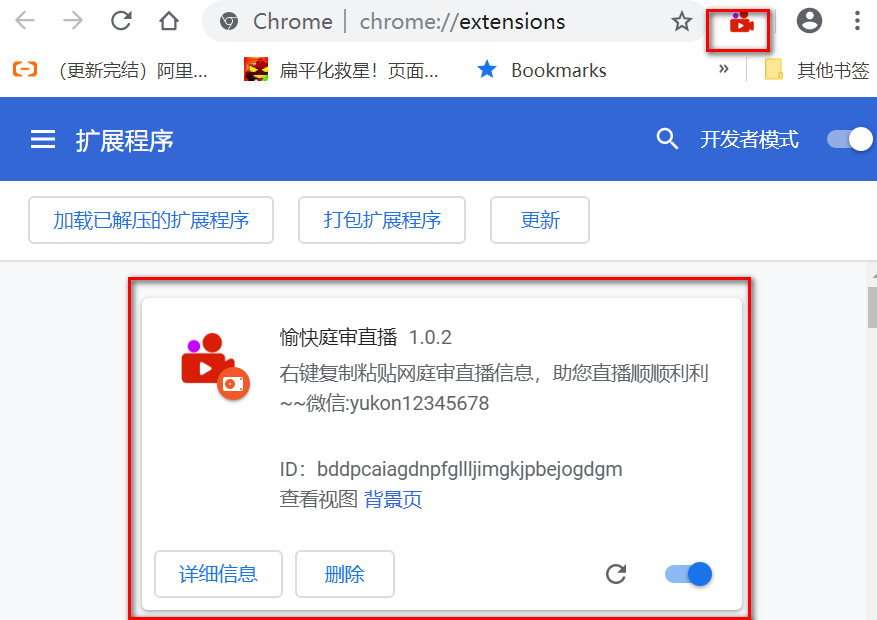 Chrome | chrome://extensions
（更新完结）阿里... 扁平化救星！页面... Bookmarks » 其他书签
扩展程序 开发者模式
加载已解压的扩展程序 打包扩展程序 更新
愉快庭审直播 1.0.2
右键复制粘贴网庭审直播信息，助您直播顺顺利利
~~微信:yukon12345678
ID：bddpcaiagdnpfgllljimgkjpbejogdgm
查看视图 背景页
详细信息 删除